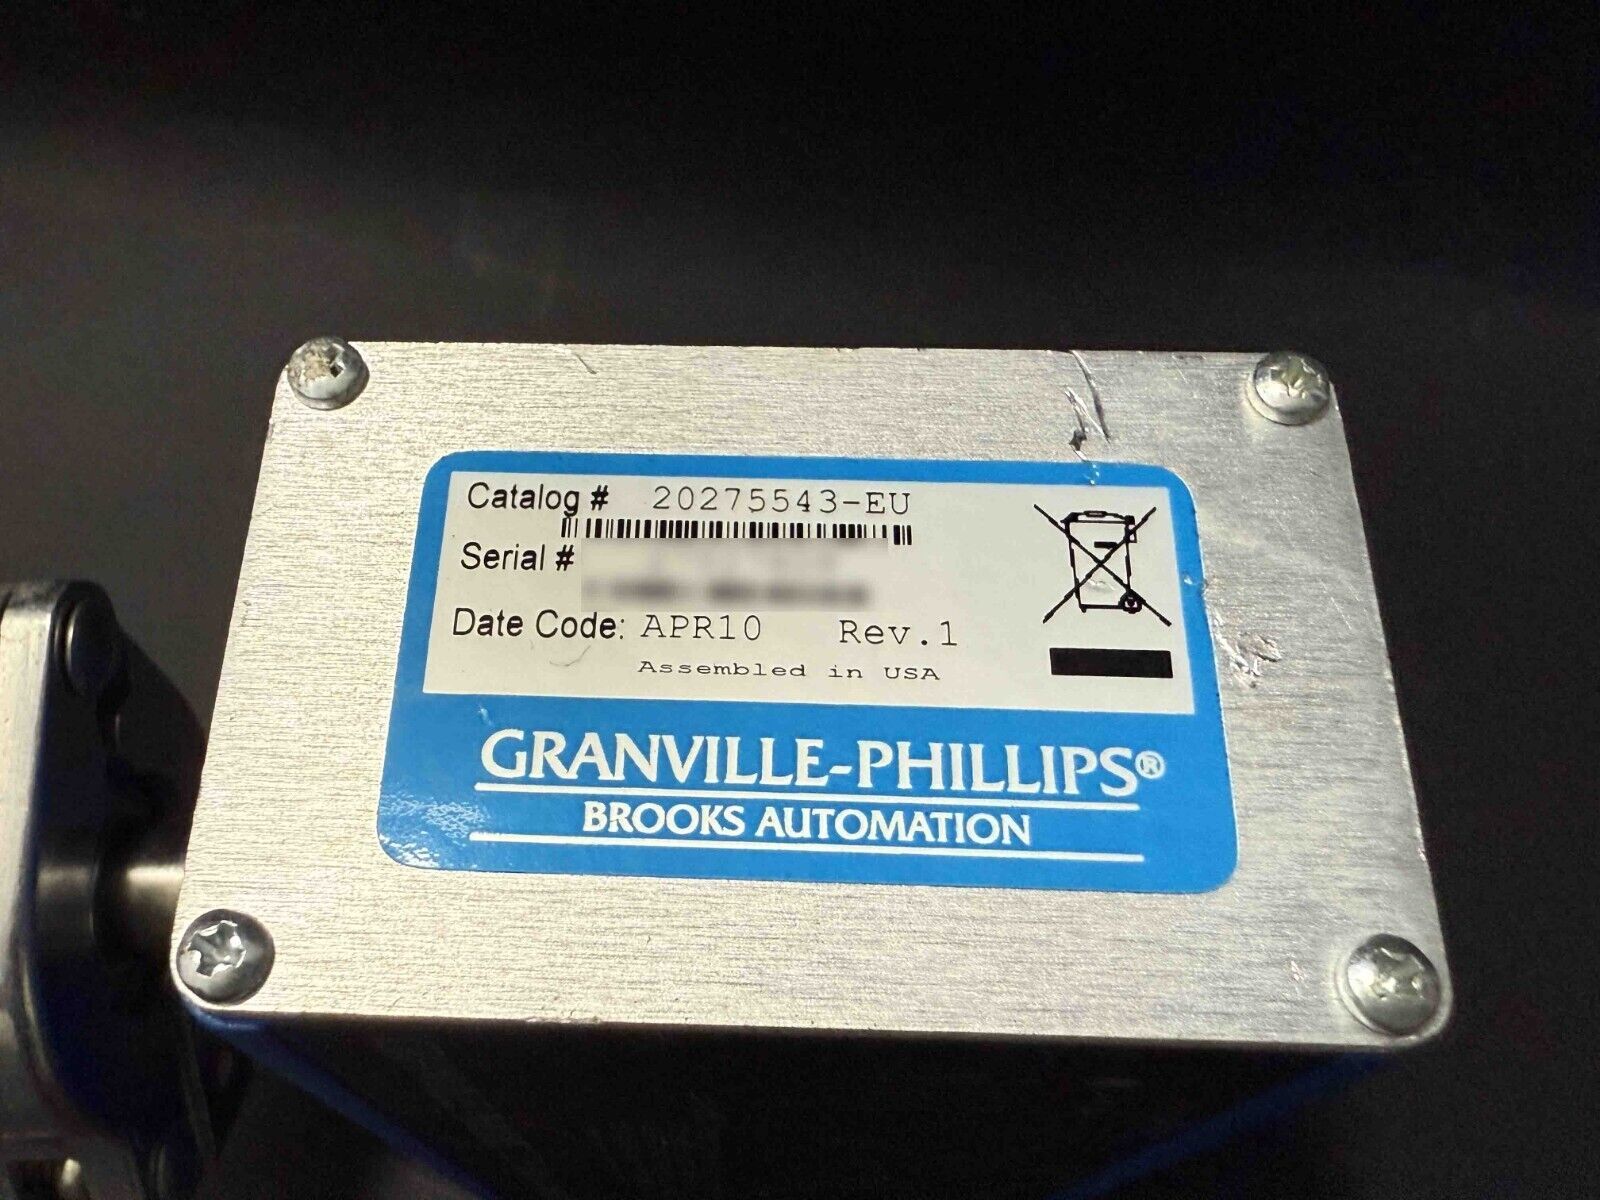 Catalog # 20275543-EU
Serial #
Date Code: APR10 Rev.1
Assembled in USA
GRANVILLE-PHILLIPS®
BROOKS AUTOMATION